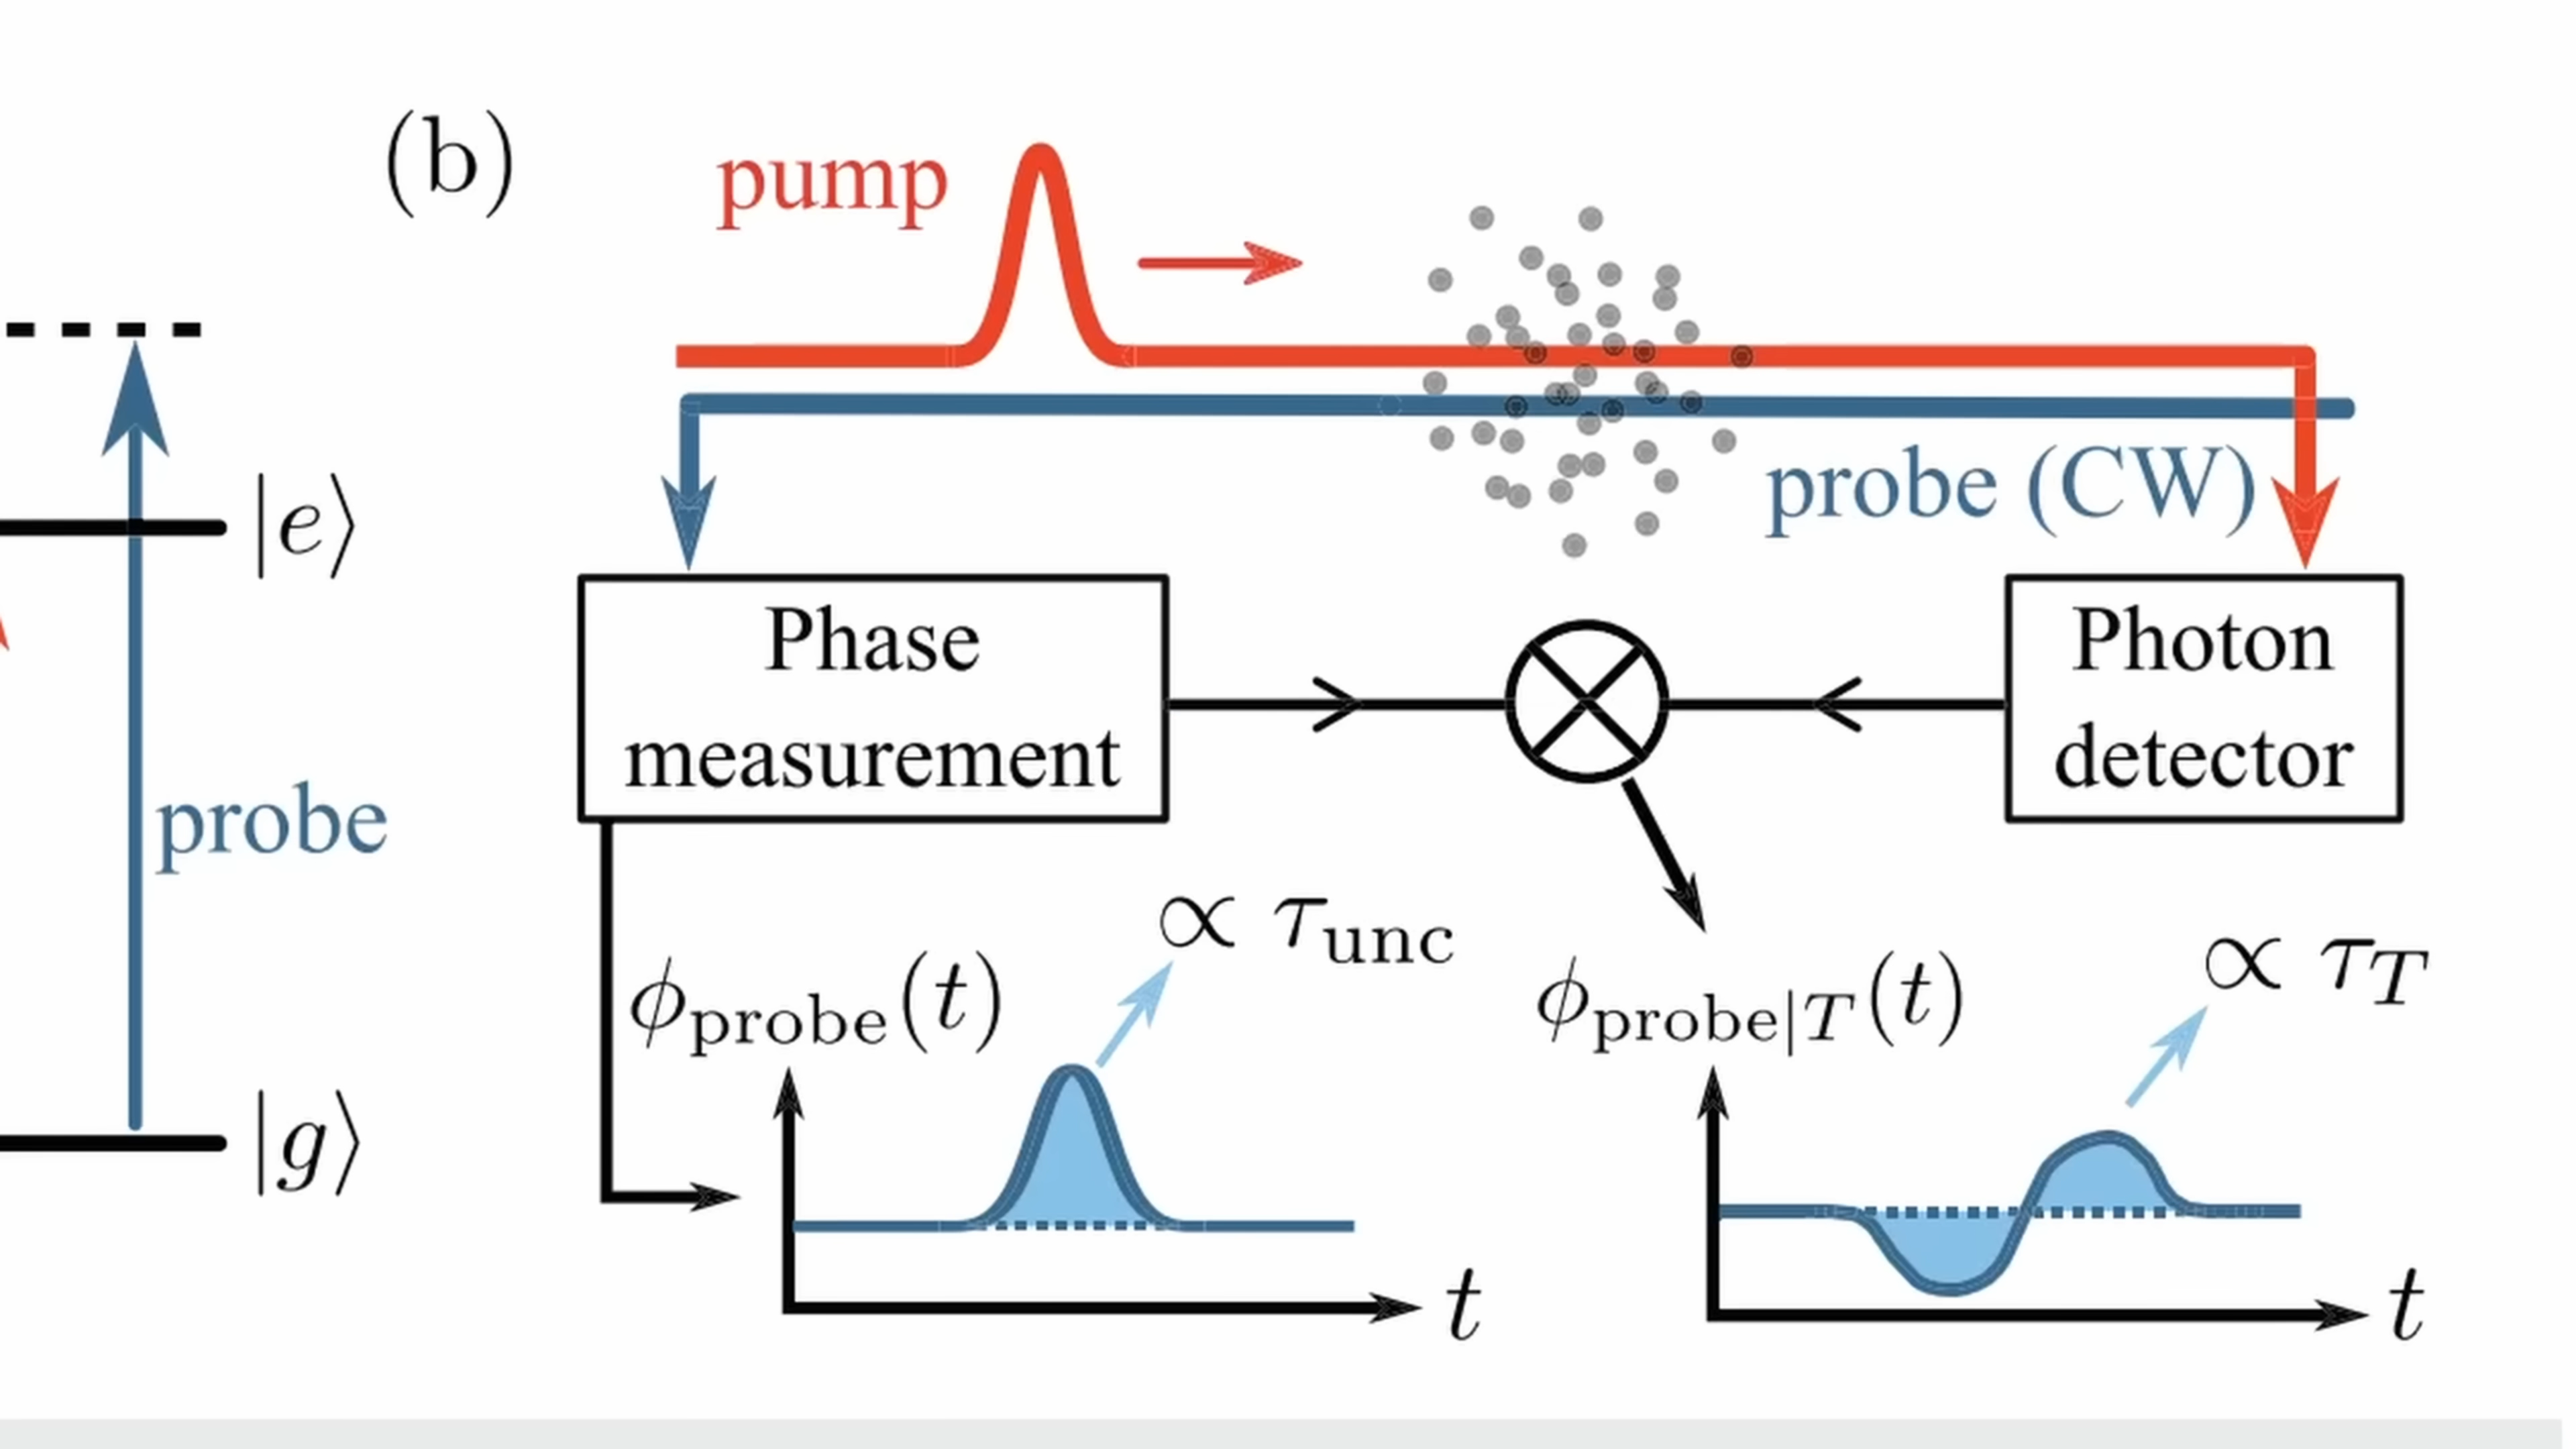 (b)
pump
|e⟩
probe (CW)
Phase
measurement
Photon
detector
probe
∝ τ_unc
ϕ_probe(t)
ϕ_probe|T(t)
∝ τ_T
|g⟩
t
t